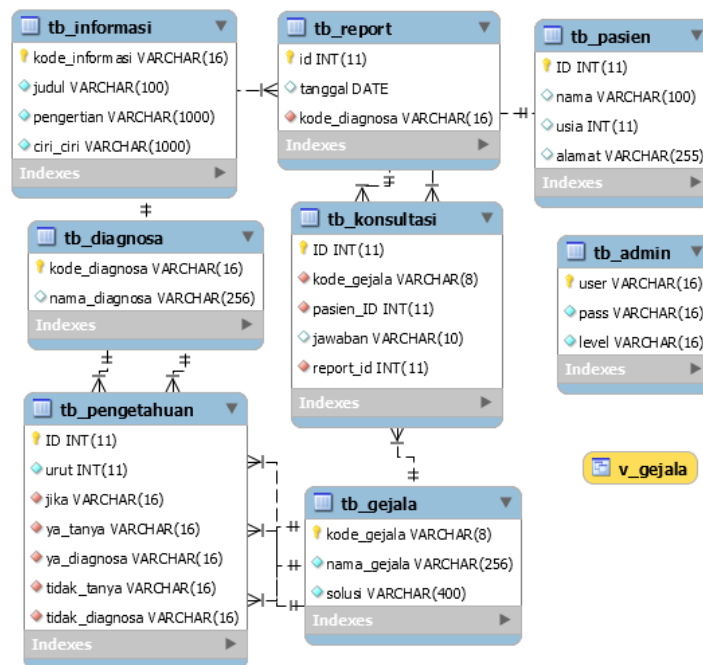 tb_informasi
kode_informasi VARCHAR(16)
judul VARCHAR(100)
pengertian VARCHAR(1000)
ciri_ciri VARCHAR(1000)
Indexes
tb_report
id INT(11)
tanggal DATE
kode_diagnosa VARCHAR(16)
Indexes
tb_pasien
ID INT(11)
nama VARCHAR(100)
usia INT(11)
alamat VARCHAR(255)
Indexes
tb_diagnosa
kode_diagnosa VARCHAR(16)
nama_diagnosa VARCHAR(256)
Indexes
tb_konsultasi
ID INT(11)
kode_gejala VARCHAR(8)
pasien_ID INT(11)
jawaban VARCHAR(10)
report_id INT(11)
Indexes
tb_admin
user VARCHAR(16)
pass VARCHAR(16)
level VARCHAR(16)
Indexes
tb_pengetahuan
ID INT(11)
urut INT(11)
jika VARCHAR(16)
ya_tanya VARCHAR(16)
ya_diagnosa VARCHAR(16)
tidak_tanya VARCHAR(16)
tidak_diagnosa VARCHAR(16)
Indexes
tb_gejala
kode_gejala VARCHAR(8)
nama_gejala VARCHAR(256)
solusi VARCHAR(400)
Indexes
v_gejala